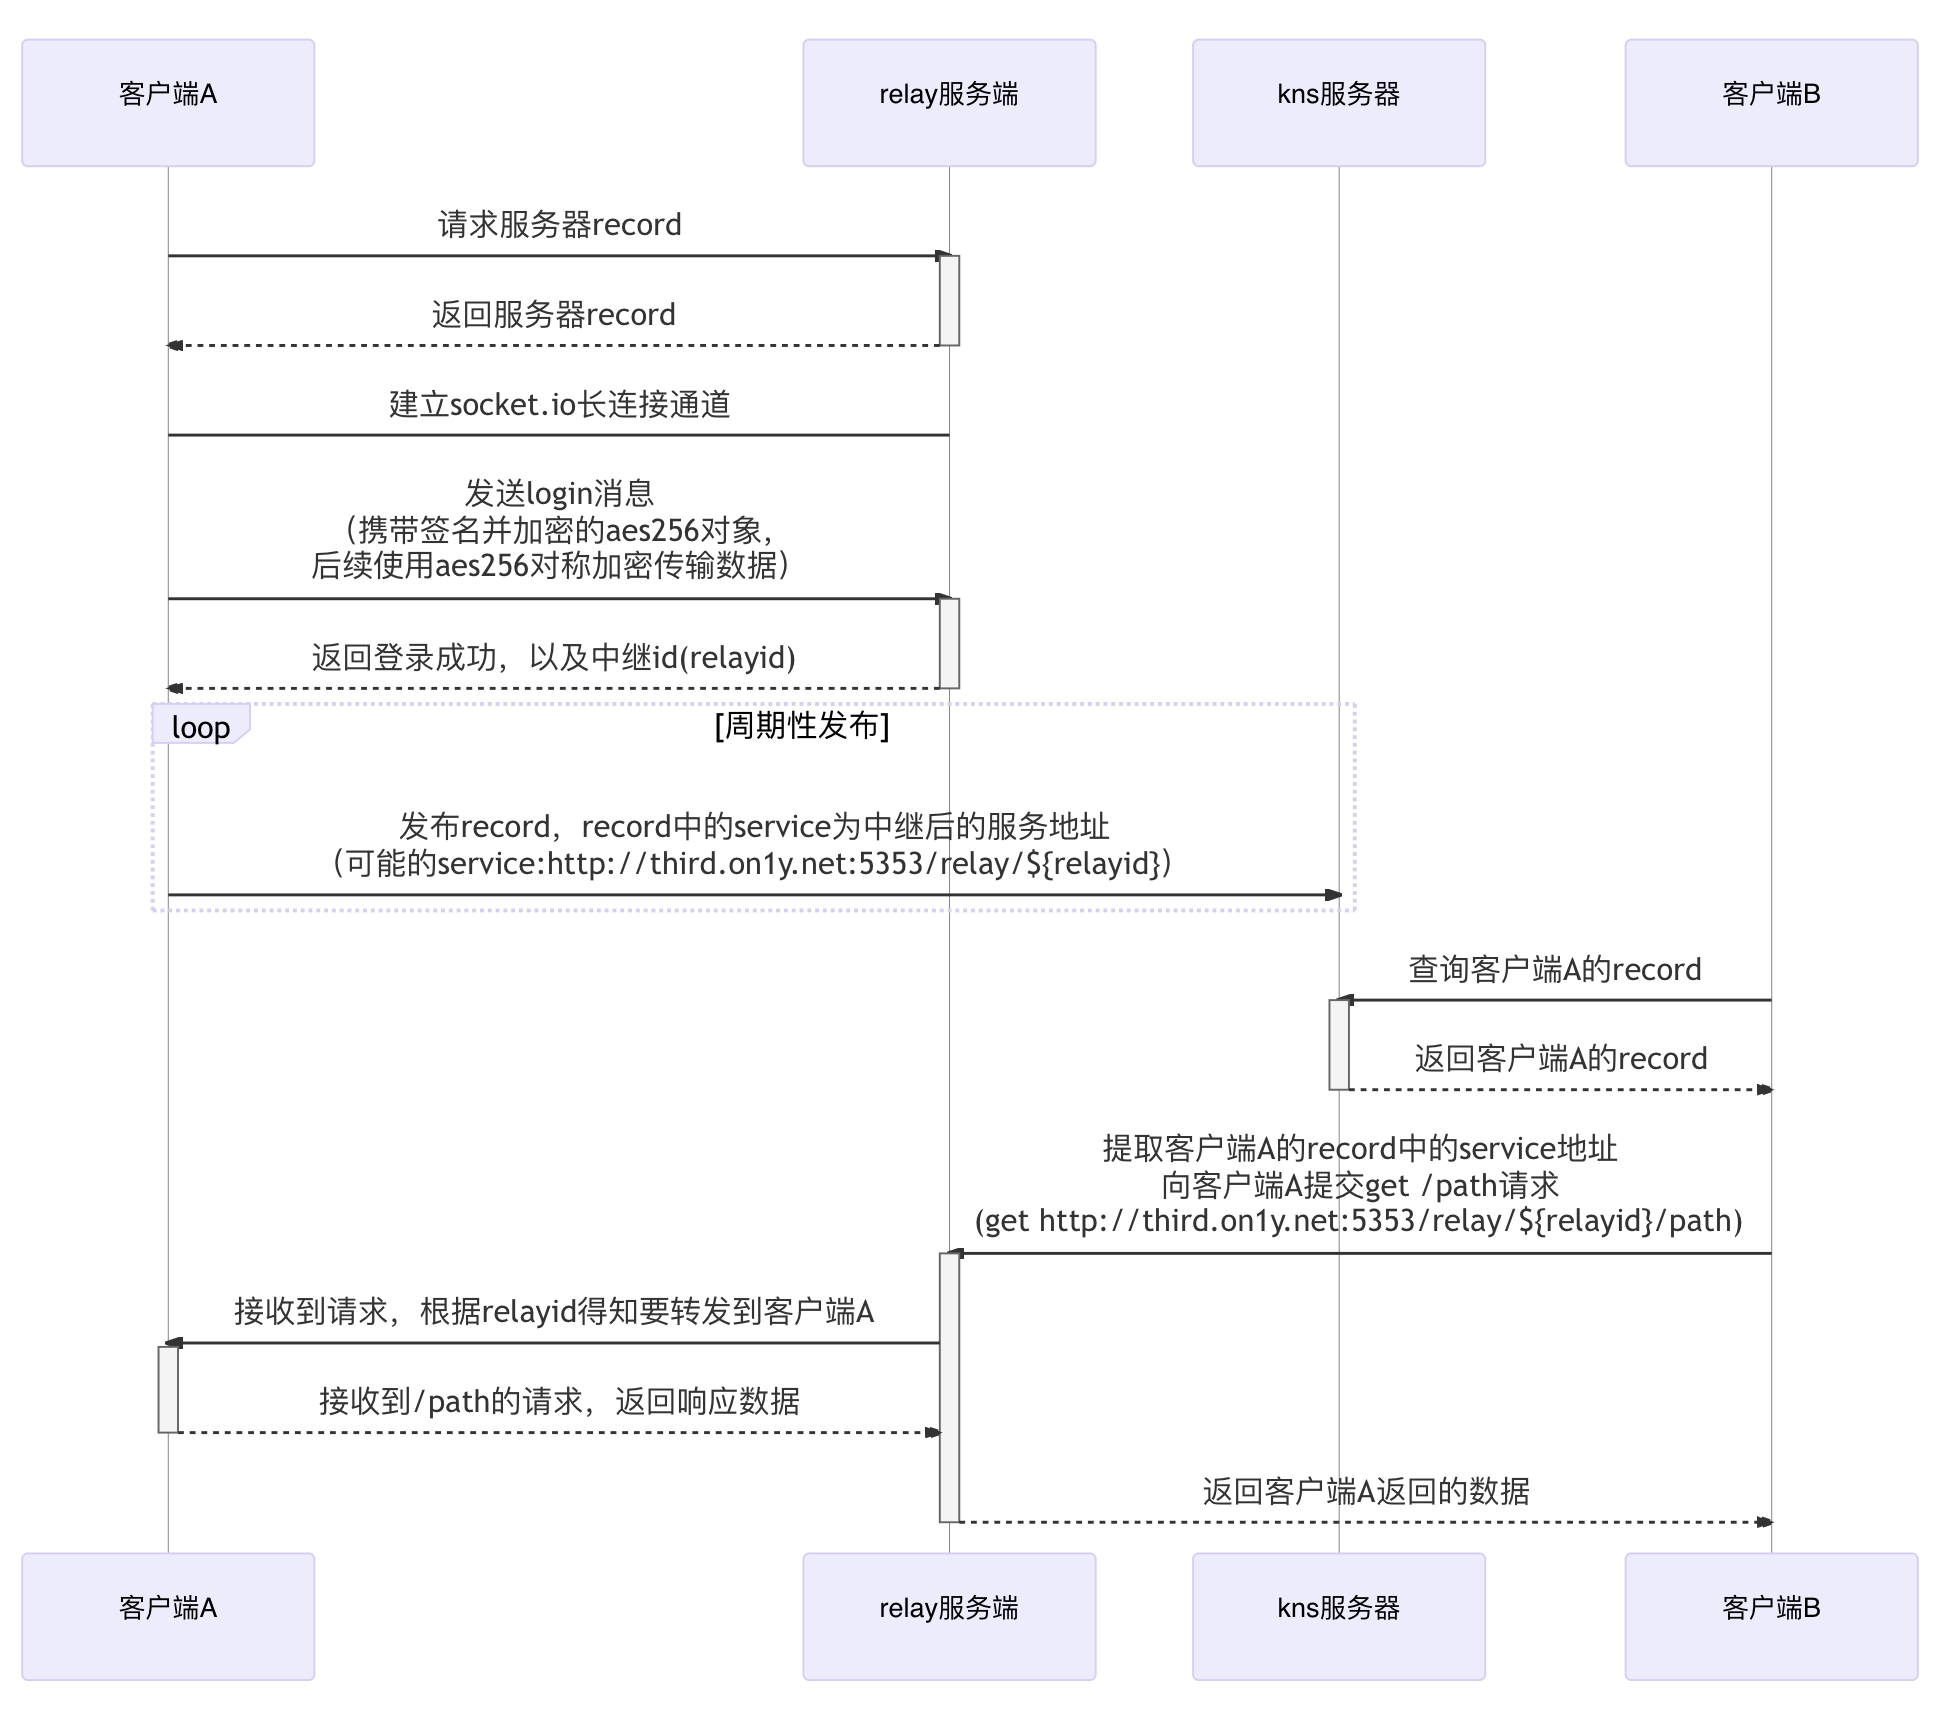 客户端A
relay服务端
kns服务器
客户端B
请求服务器record
返回服务器record
建立socket.io长连接通道
发送login消息
（携带签名并加密的aes256对象，
后续使用aes256对称加密传输数据）
返回登录成功，以及中继id(relayid)
loop
[周期性发布]
发布record，record中的service为中继后的服务地址
（可能的service:http://third.on1y.net:5353/relay/${relayid}）
查询客户端A的record
返回客户端A的record
提取客户端A的record中的service地址
向客户端A提交get /path请求
(get http://third.on1y.net:5353/relay/${relayid}/path)
接收到请求，根据relayid得知要转发到客户端A
接收到/path的请求，返回响应数据
返回客户端A返回的数据
客户端A
relay服务端
kns服务器
客户端B